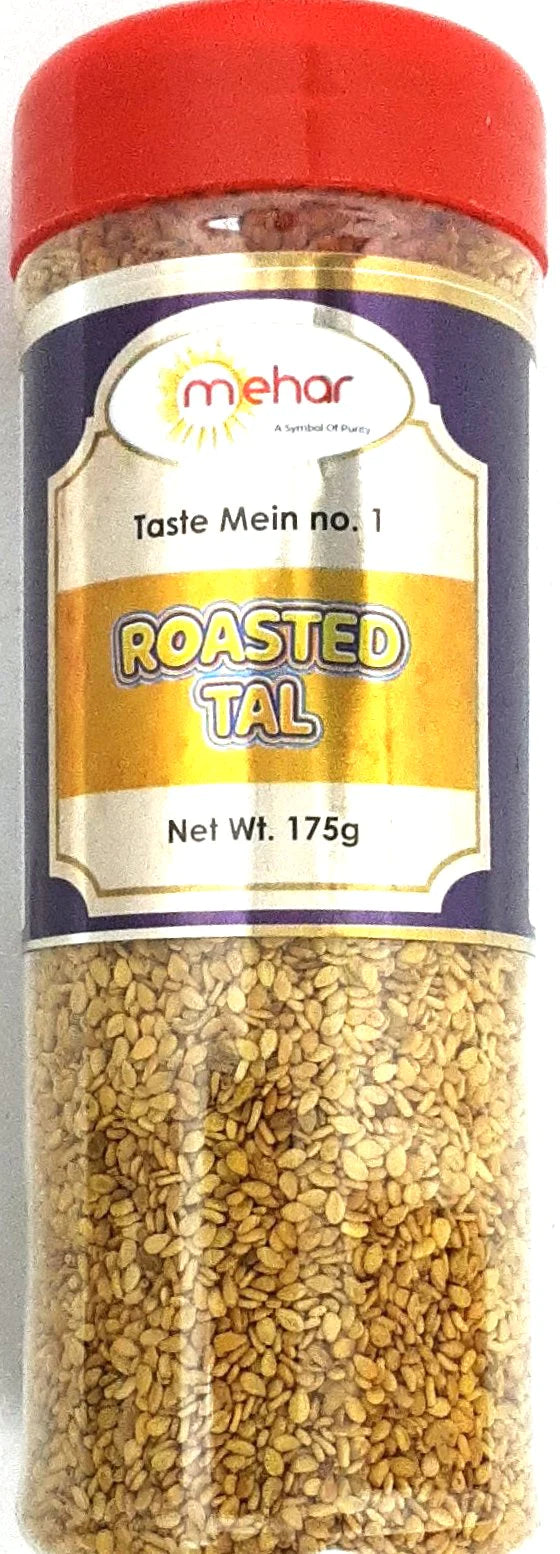 mehar
A Symbol Of Purity
Taste Mein no. 1
ROASTED
TAL
Net Wt. 175g